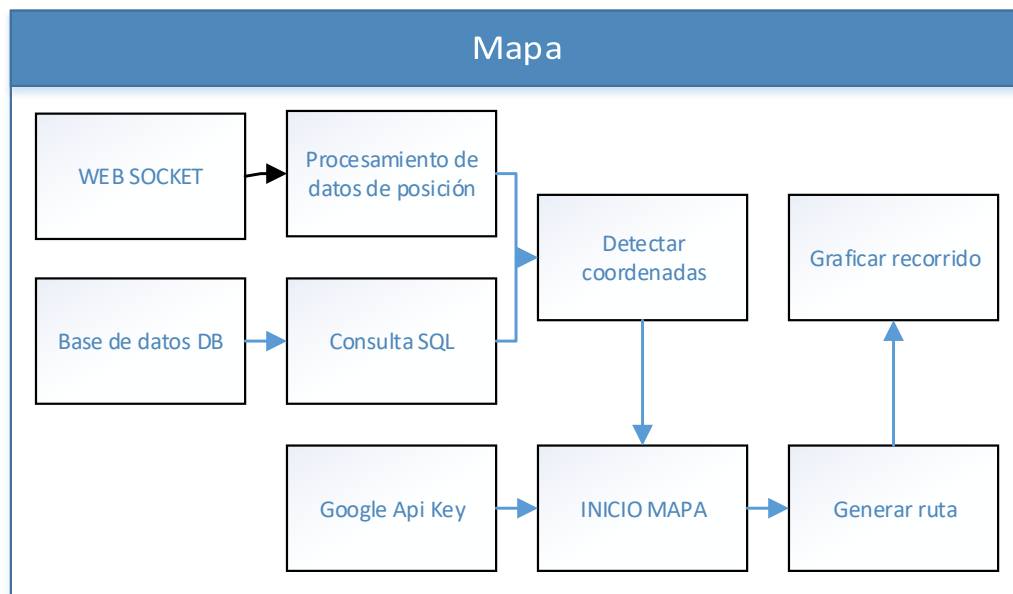 Mapa
WEB SOCKET
Procesamiento de
datos de posición
Detectar
coordenadas
Graficar recorrido
Base de datos DB
Consulta SQL
Google Api Key
INICIO MAPA
Generar ruta